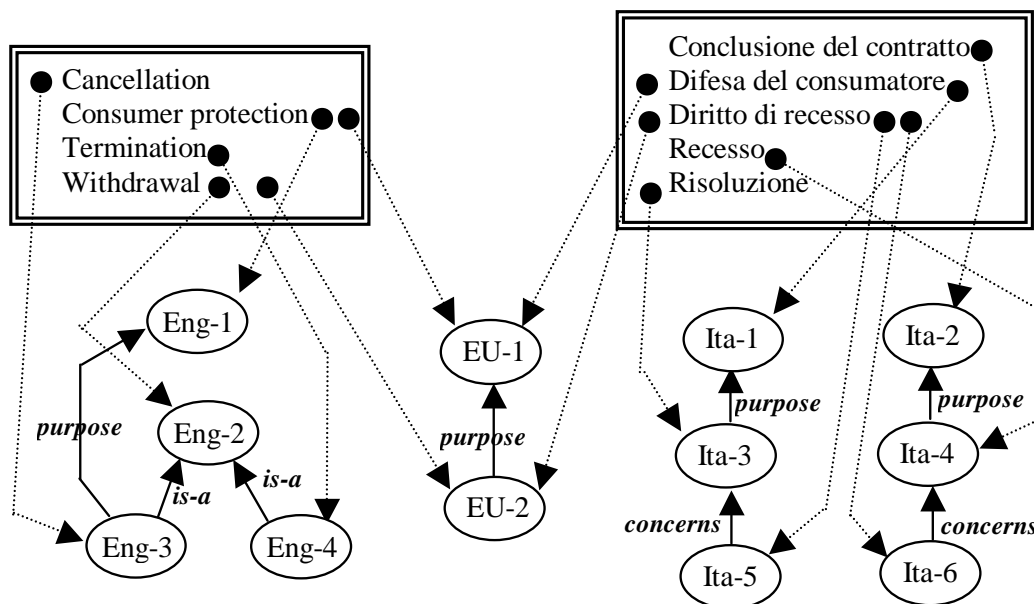 Conclusione del contratto
Cancellation
Difesa del consumatore
Consumer protection
Diritto di recesso
Termination
Recesso
Withdrawal
Risoluzione
Eng-1
EU-1
Ita-1
Ita-2
purpose
Eng-2
purpose
purpose
purpose
Ita-3
Ita-4
is-a
is-a
EU-2
concerns
concerns
Eng-3
Eng-4
Ita-5
Ita-6